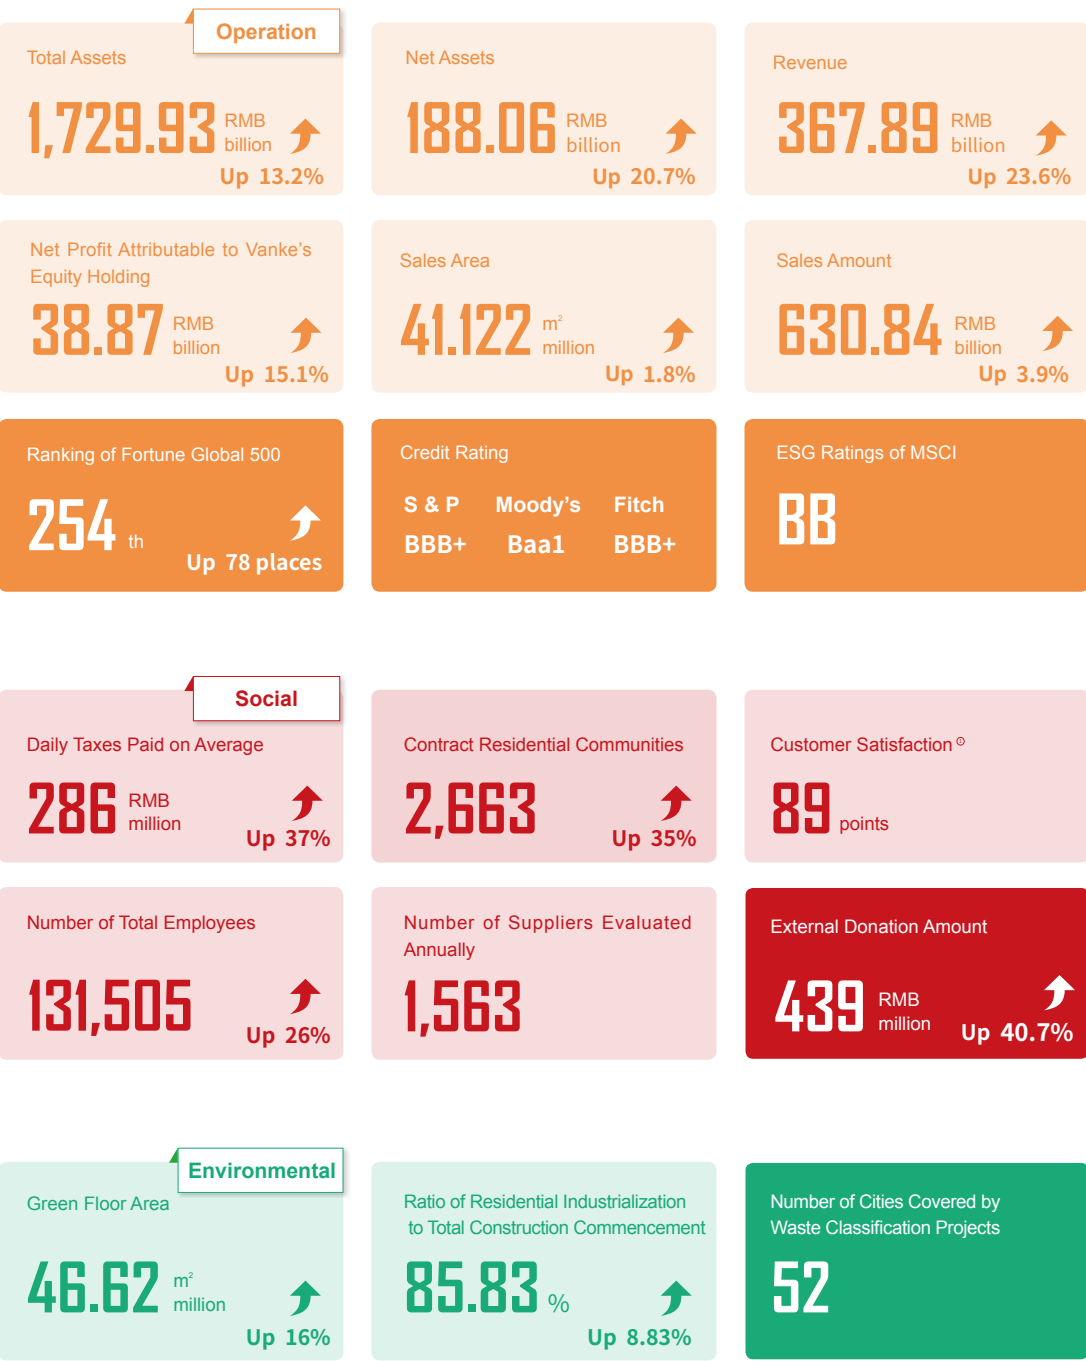 Operation
Total Assets
1,729.93 RMB billion
Up 13.2%
Net Assets
188.06 RMB billion
Up 20.7%
Revenue
367.89 RMB billion
Up 23.6%
Net Profit Attributable to Vanke's
Equity Holding
38.87 RMB billion
Up 15.1%
Sales Area
41.122 m² million
Up 1.8%
Sales Amount
630.84 RMB billion
Up 3.9%
Ranking of Fortune Global 500
254 th
Up 78 places
Credit Rating
S & P Moody's Fitch
BBB+ Baa1 BBB+
ESG Ratings of MSCI
BB
Social
Daily Taxes Paid on Average
286 RMB million
Up 37%
Contract Residential Communities
2,663
Up 35%
Customer Satisfaction ①
89 points
Number of Total Employees
131,505
Up 26%
Number of Suppliers Evaluated
Annually
1,563
External Donation Amount
439 RMB million
Up 40.7%
Environmental
Green Floor Area
46.62 m² million
Up 16%
Ratio of Residential Industrialization
to Total Construction Commencement
85.83 %
Up 8.83%
Number of Cities Covered by
Waste Classification Projects
52